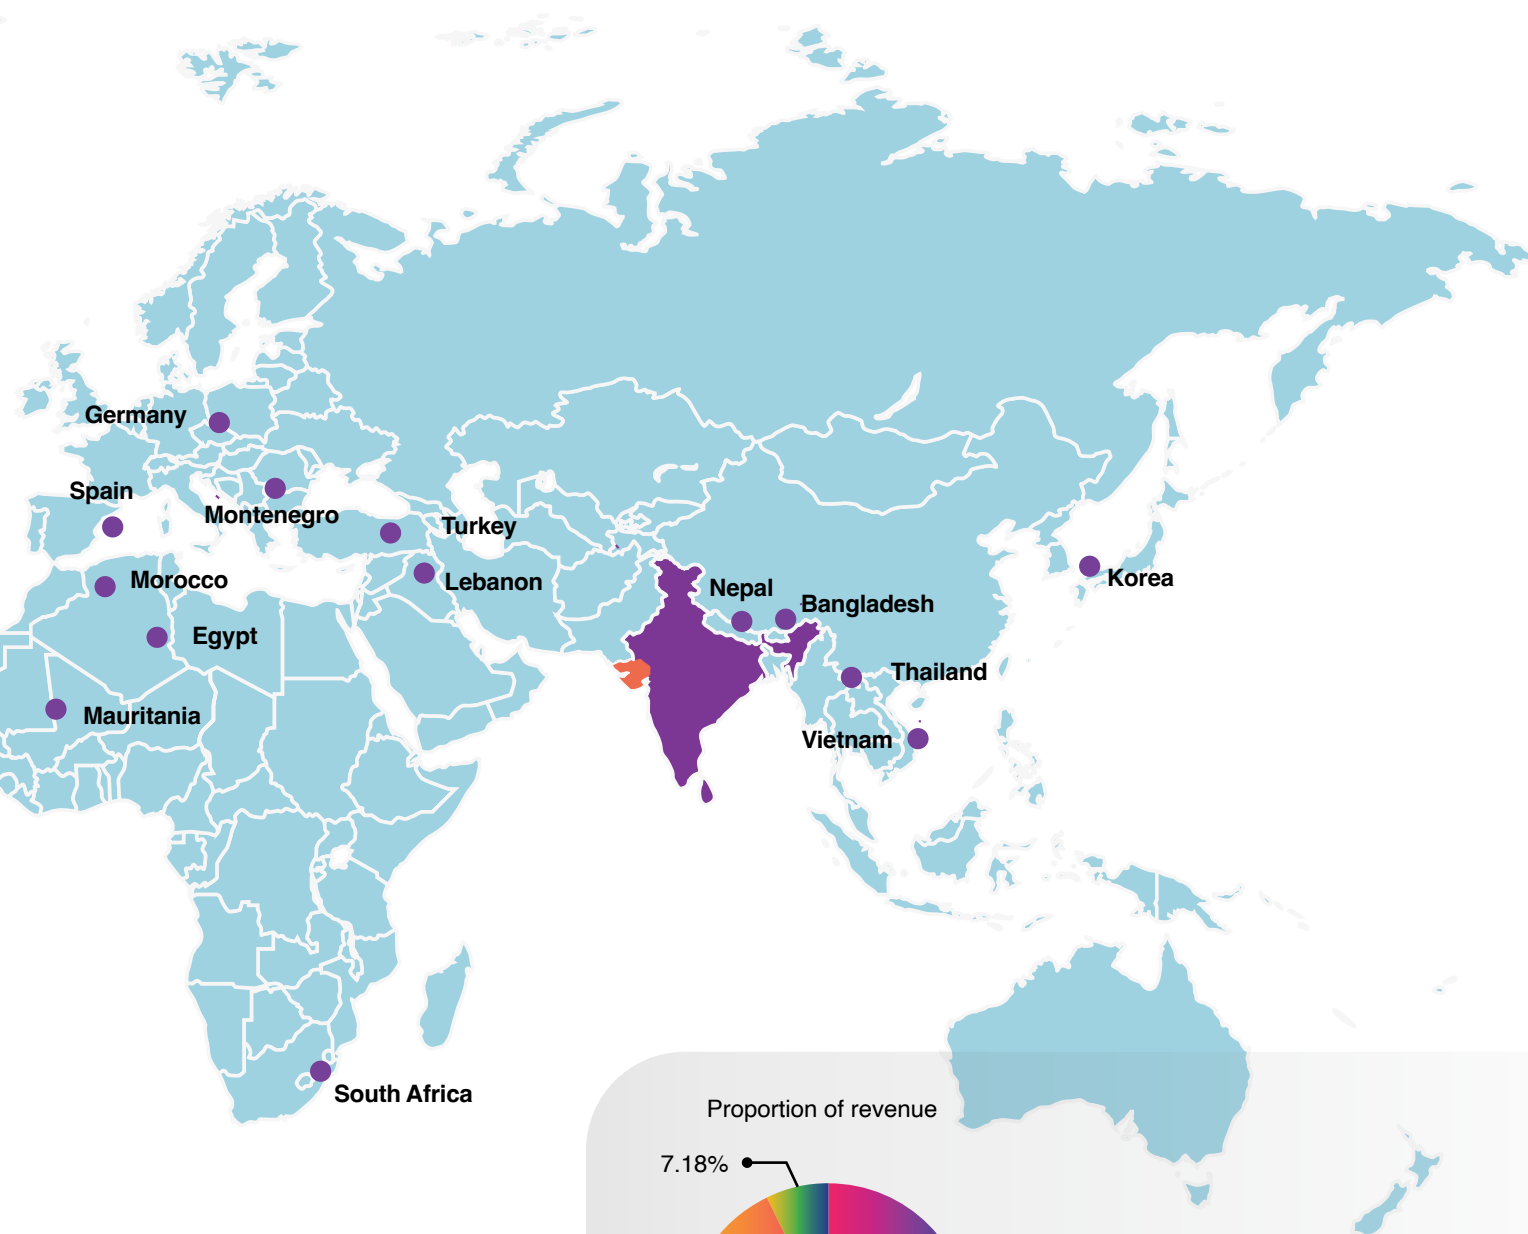 Germany
Spain
Montenegro
Turkey
Morocco
Lebanon
Nepal
Korea
Bangladesh
Egypt
Thailand
Mauritania
Vietnam
South Africa
Proportion of revenue
7.18%